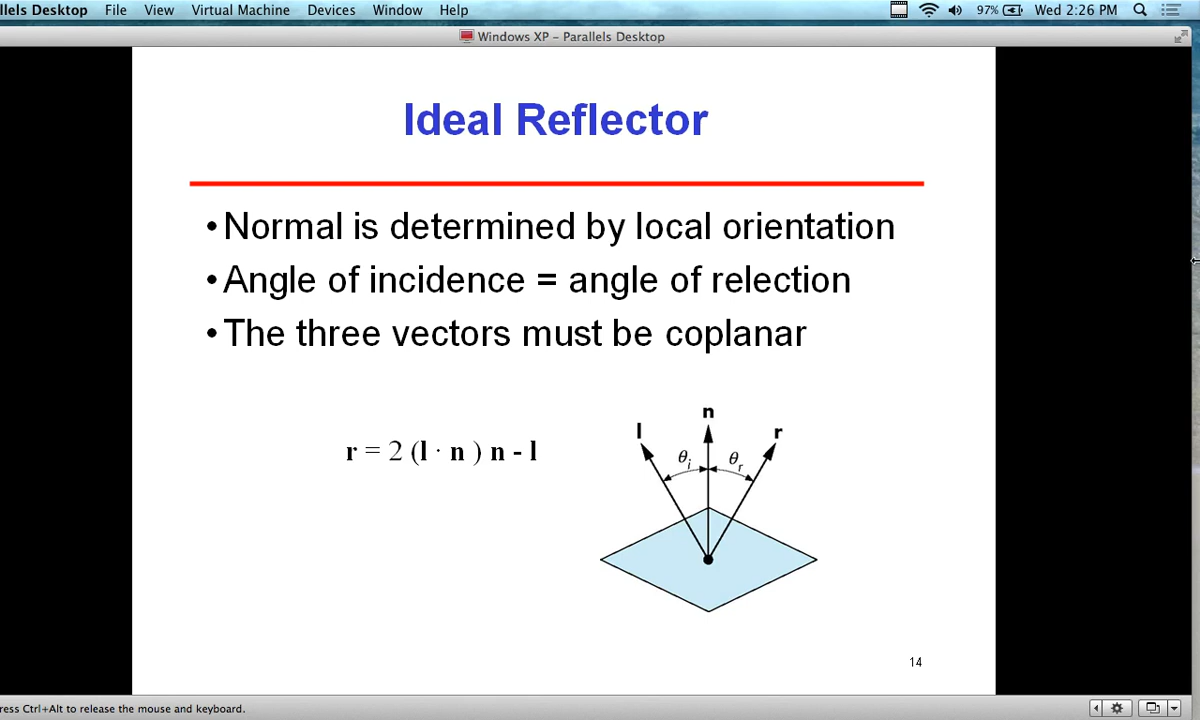 llels Desktop File View Virtual Machine Devices Window Help 97% Wed 2:26 PM
Windows XP – Parallels Desktop
Ideal Reflector
• Normal is determined by local orientation
• Angle of incidence = angle of relection
• The three vectors must be coplanar
r = 2 (l · n ) n - l
n
l r
θi θr
14
ress Ctrl+Alt to release the mouse and keyboard.